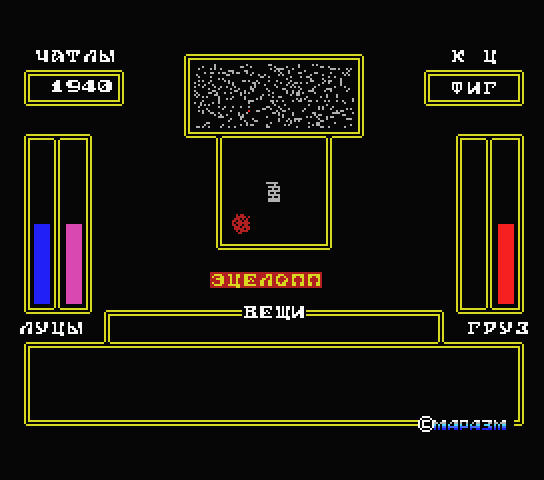 ЧАТЛЫ
К Ц
1940
ФИГ
ЭЦЕЛОПП
ВЕЩИ
ЛУЦЫ
ГРУЗ
©МАРАЗМ